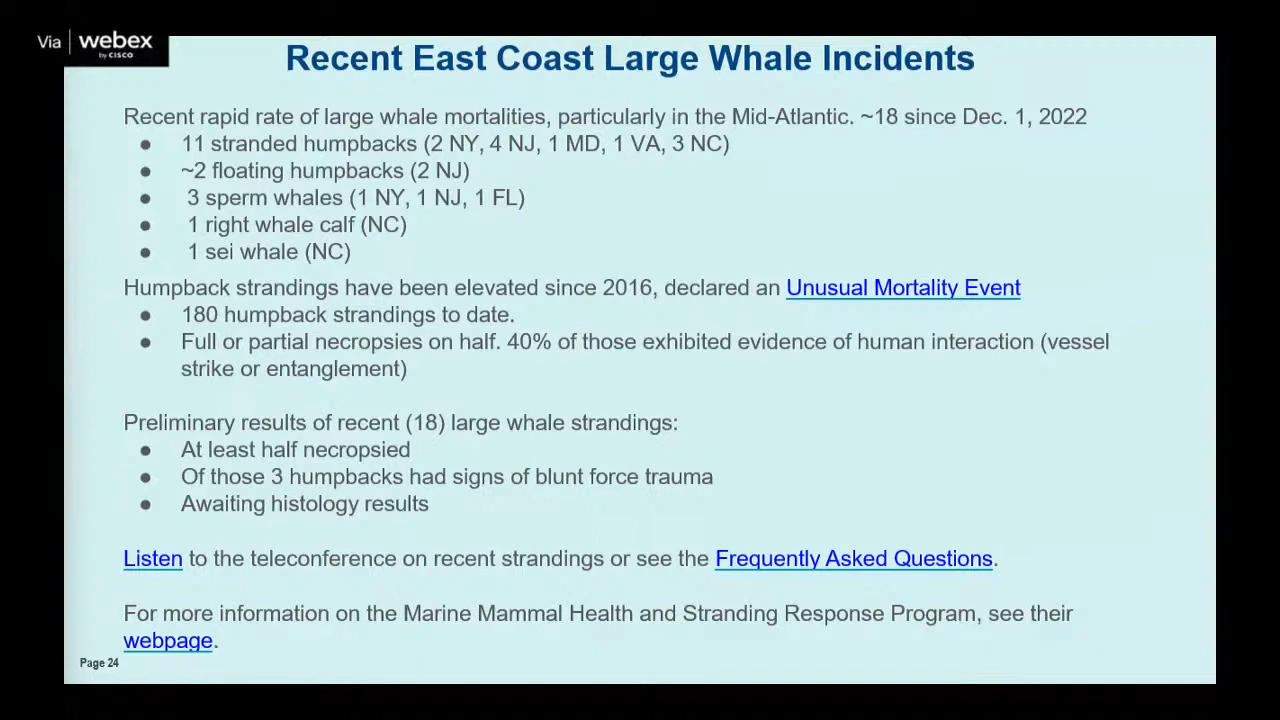 Via | webex
by CISCO
Recent East Coast Large Whale Incidents
Recent rapid rate of large whale mortalities, particularly in the Mid-Atlantic. ~18 since Dec. 1, 2022
● 11 stranded humpbacks (2 NY, 4 NJ, 1 MD, 1 VA, 3 NC)
● ~2 floating humpbacks (2 NJ)
● 3 sperm whales (1 NY, 1 NJ, 1 FL)
● 1 right whale calf (NC)
● 1 sei whale (NC)
Humpback strandings have been elevated since 2016, declared an Unusual Mortality Event
● 180 humpback strandings to date.
● Full or partial necropsies on half. 40% of those exhibited evidence of human interaction (vessel
strike or entanglement)
Preliminary results of recent (18) large whale strandings:
● At least half necropsied
● Of those 3 humpbacks had signs of blunt force trauma
● Awaiting histology results
Listen to the teleconference on recent strandings or see the Frequently Asked Questions.
For more information on the Marine Mammal Health and Stranding Response Program, see their
webpage.
Page 24